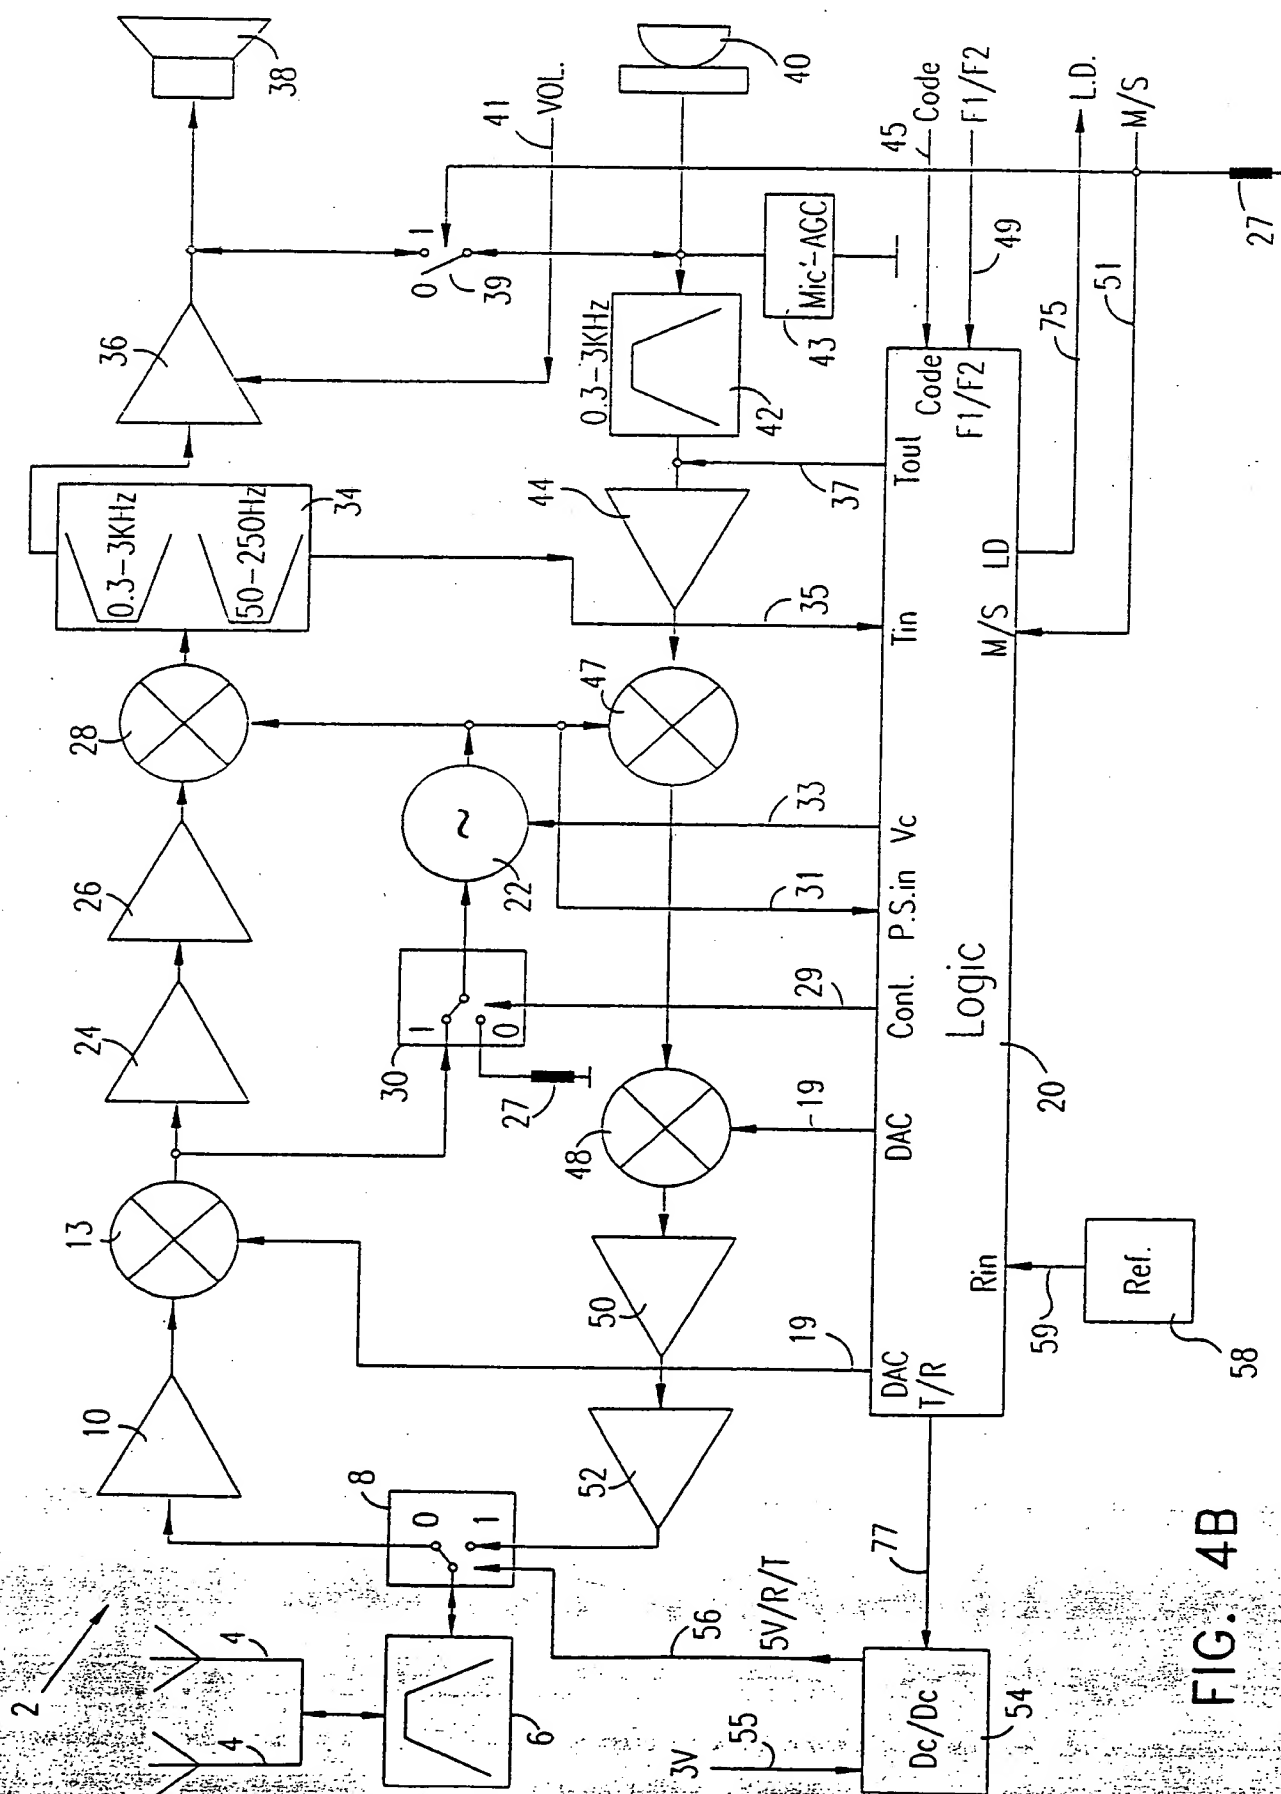 2
4
4
6
8
0
1
10
13
24
26
28
0.3-3KHz
50-250Hz
34
36
38
VOL.
41
0
1
39
40
0.3-3KHz
42
Mic'-AGC
43
44
47
22
~
30
1
0
27
48
50
52
56
5V/R/T
3V
55
Dc/Dc
54
77
19
19
29
31
33
35
37
DAC
T/R
DAC
Cont.
P.S.in
Vc
Tin
Tout
Code
F1/F2
Rin
Logic
20
M/S
LD
59
Ref.
58
45
Code
F1/F2
49
75
L.D.
51
M/S
27
FIG. 4B